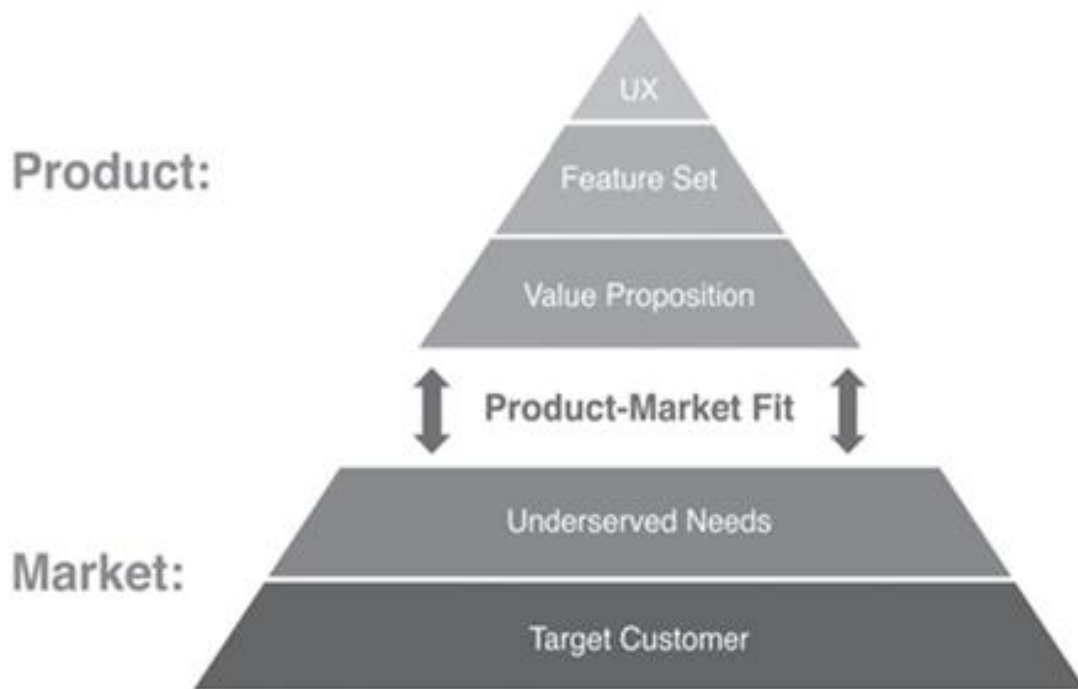 UX
Product:
Feature Set
Value Proposition
Product-Market Fit
Underserved Needs
Market:
Target Customer